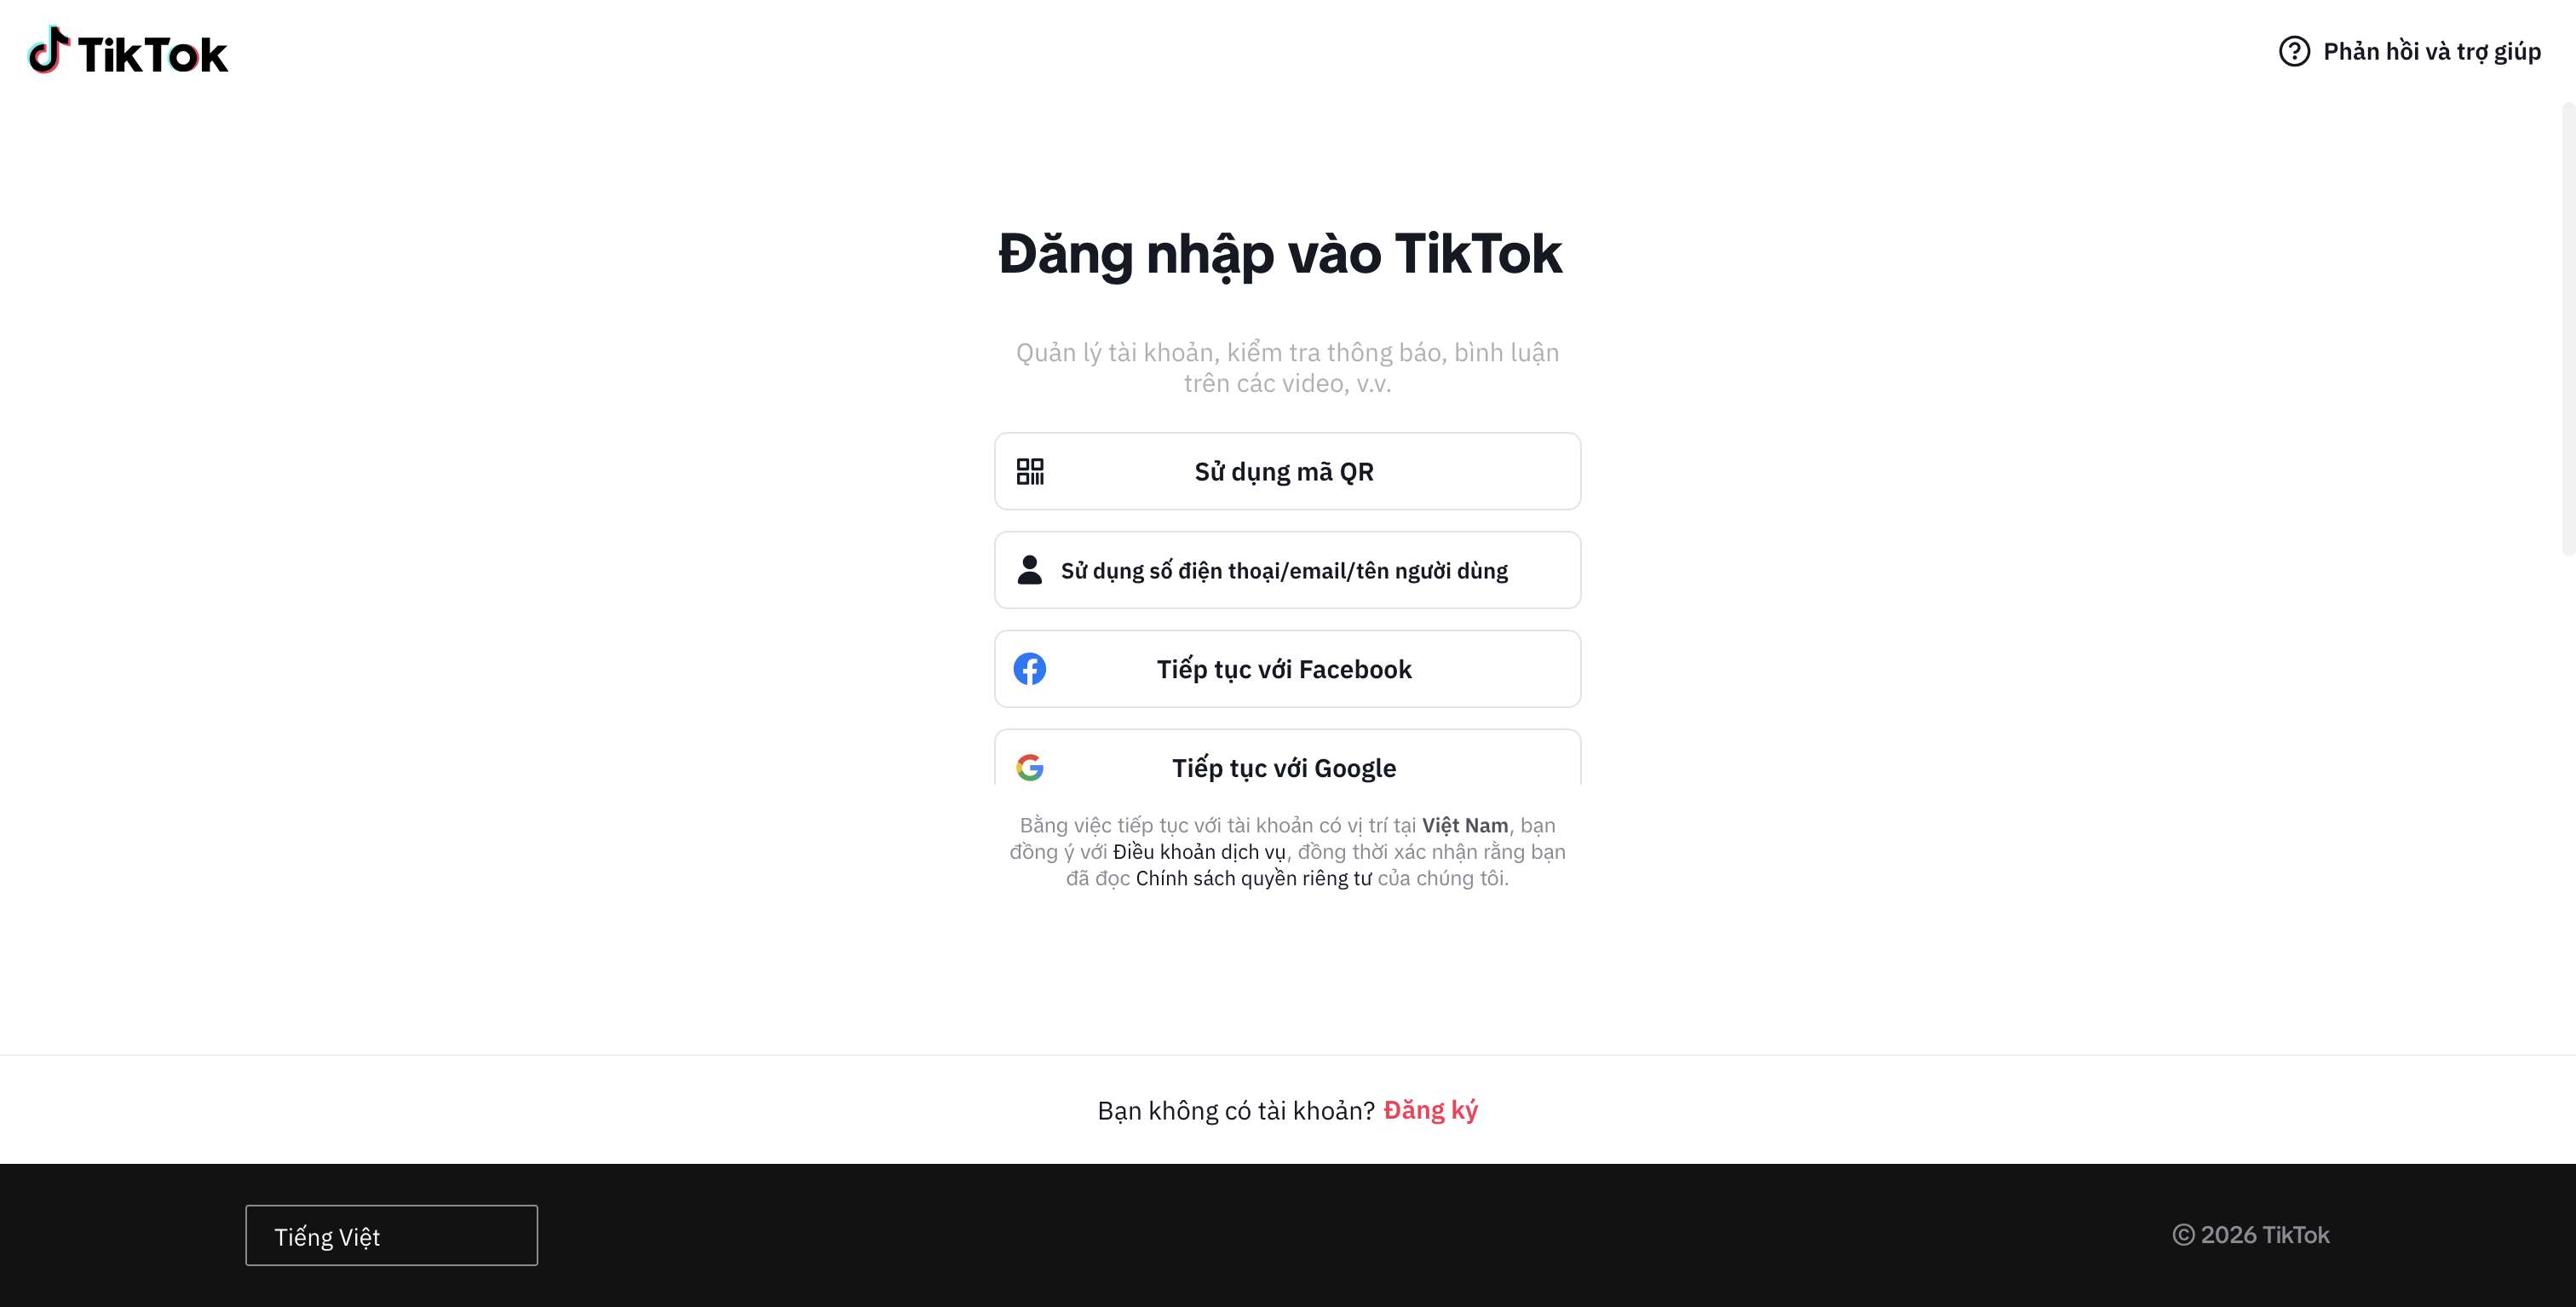 TikTok
Phản hồi và trợ giúp
Đăng nhập vào TikTok
Quản lý tài khoản, kiểm tra thông báo, bình luận
trên các video, v.v.
Sử dụng mã QR
Sử dụng số điện thoại/email/tên người dùng
Tiếp tục với Facebook
Tiếp tục với Google
Bằng việc tiếp tục với tài khoản có vị trí tại Việt Nam, bạn
đồng ý với Điều khoản dịch vụ, đồng thời xác nhận rằng bạn
đã đọc Chính sách quyền riêng tư của chúng tôi.
Bạn không có tài khoản? Đăng ký
Tiếng Việt
© 2026 TikTok